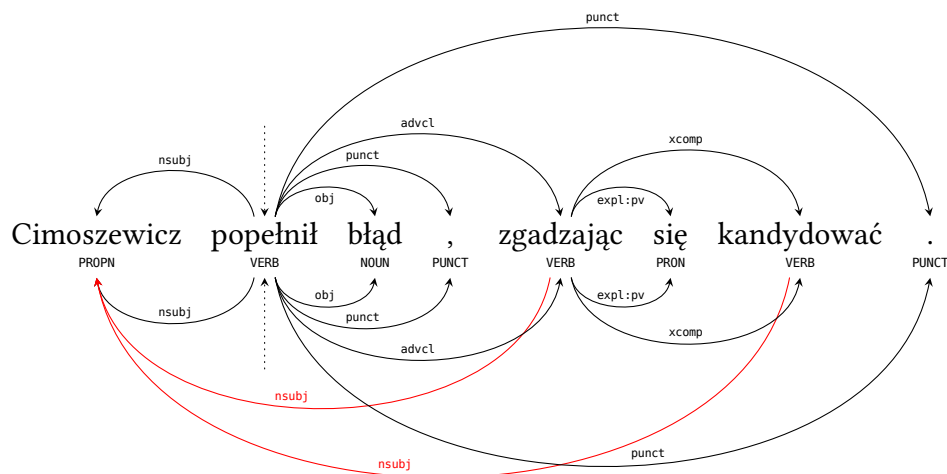 punct
advcl
nsubj punct xcomp
obj expl:pv
Cimoszewicz popełnił błąd , zgadzając się kandydować .
PROPN VERB NOUN PUNCT VERB PRON VERB PUNCT
obj expl:pv
nsubj punct
xcomp
advcl
nsubj
punct
nsubj